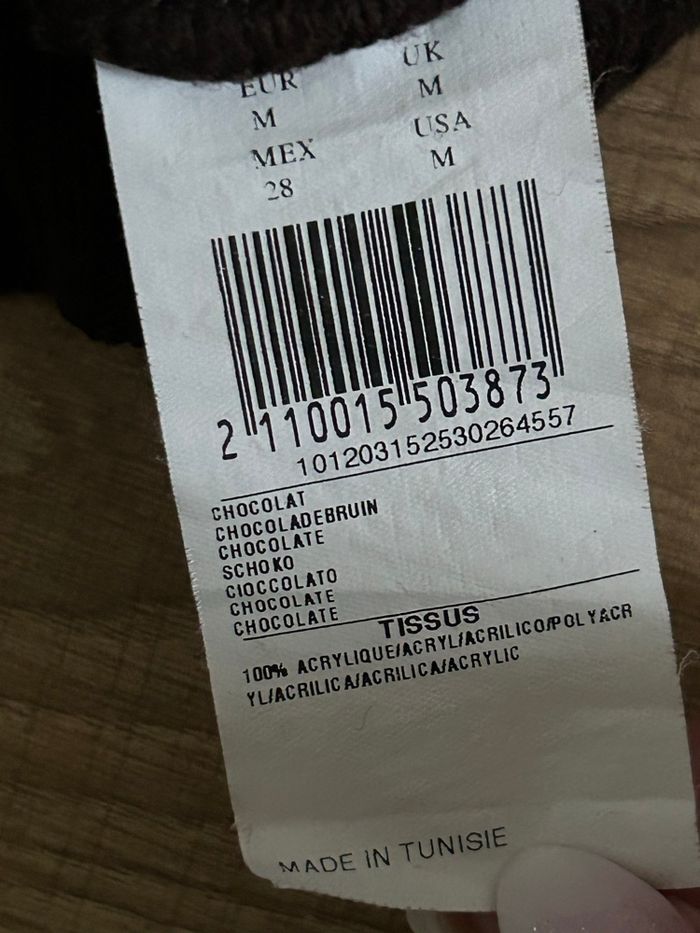 EUR UK
M M
MEX USA
28 M
2 110015 503873
101203152530264557
CHOCOLAT
CHOCOLADEBRUIN
CHOCOLATE
SCHOKO
CIOCCOLATO
CHOCOLATE
CHOCOLATE
TISSUS
100% ACRYLIQUE/ACRYL/ACRILICO/POLYACR
YL/ACRILICA/ACRILICA/ACRYLIC
MADE IN TUNISIE